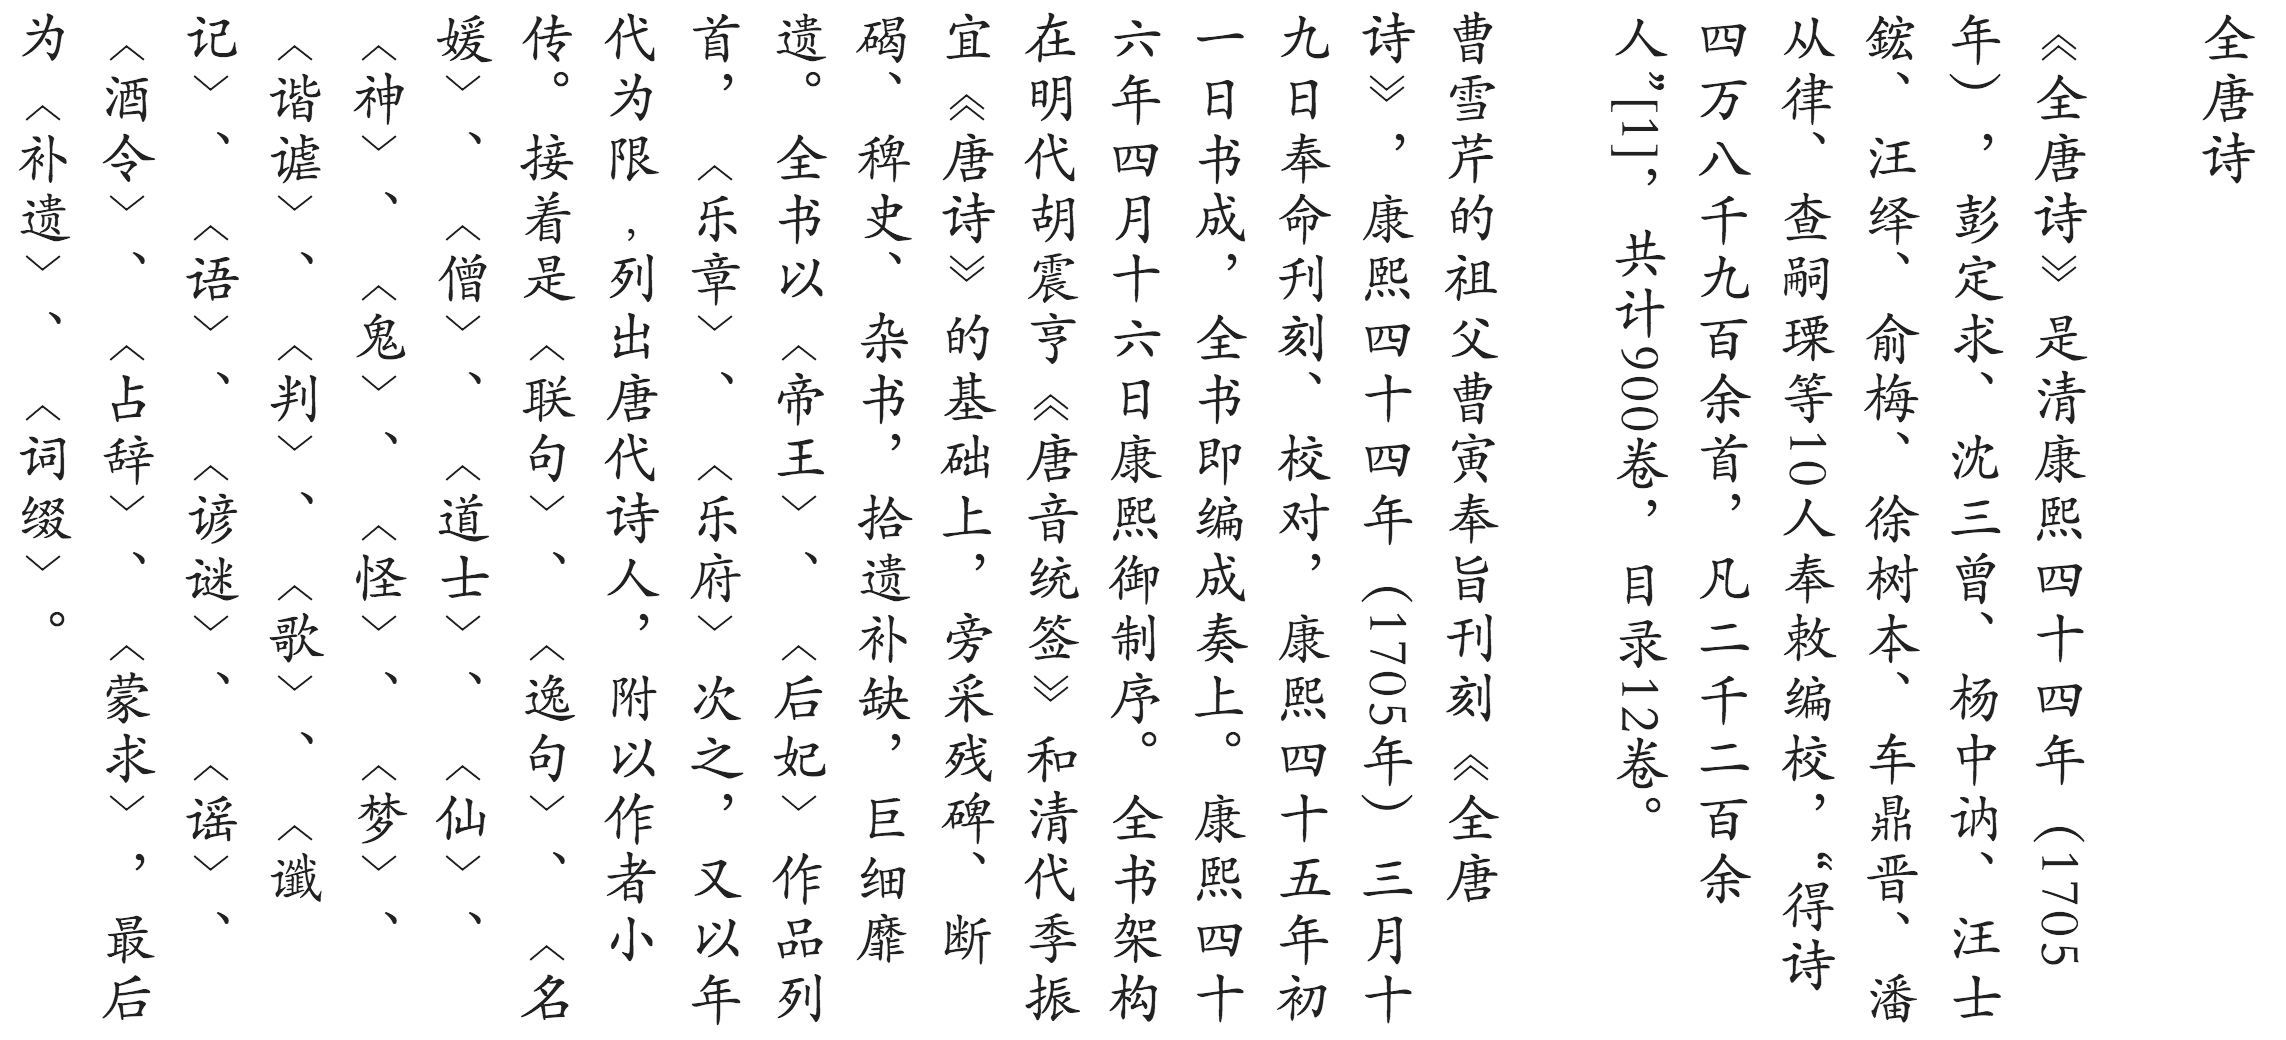 全唐诗
《全唐诗》是清康熙四十四年（1705
年），彭定求、沈三曾、杨中讷、汪士
鋐、汪绎、俞梅、徐树本、车鼎晋、潘
从律、查嗣瑮等10人奉敕编校，“得诗
四万八千九百余首，凡二千二百余
人”[1]，共计900卷，目录12卷。
曹雪芹的祖父曹寅奉旨刊刻《全唐
诗》，康熙四十四年（1705年）三月十
九日奉命刊刻、校对，康熙四十五年初
一日书成，全书即编成奏上。康熙四十
六年四月十六日康熙御制序。全书架构
在明代胡震亨《唐音统签》和清代季振
宜《唐诗》的基础上，旁采残碑、断
碣、稗史、杂书，拾遗补缺，巨细靡
遗。全书以〈帝王〉、〈后妃〉作品列
首，〈乐章〉、〈乐府〉次之，又以年
代为限，列出唐代诗人，附以作者小
传。接着是〈联句〉、〈逸句〉、〈名
媛〉、〈僧〉、〈道士〉、〈仙〉、
〈神〉、〈鬼〉、〈怪〉、〈梦〉、
〈谐谑〉、〈判〉、〈歌〉、〈谶
记〉、〈语〉、〈谚谜〉、〈谣〉、
〈酒令〉、〈占辞〉、〈蒙求〉，最后
为〈补遗〉、〈词缀〉。